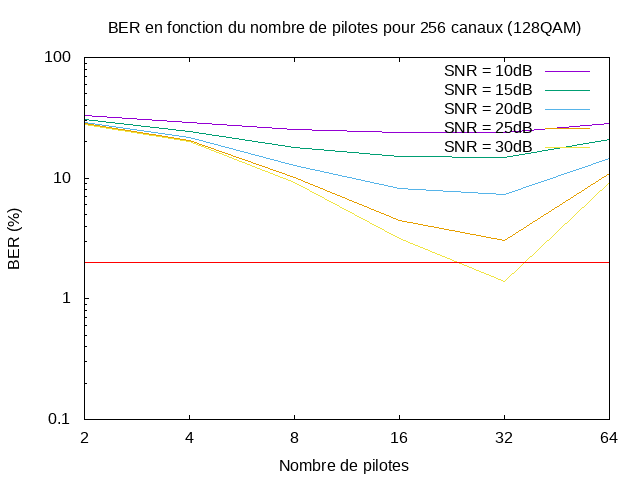 BER en fonction du nombre de pilotes pour 256 canaux (128QAM)
100
10
1
0.1
BER (%)
SNR = 10dB
SNR = 15dB
SNR = 20dB
SNR = 25dB
SNR = 30dB
2 4 8 16 32 64
Nombre de pilotes